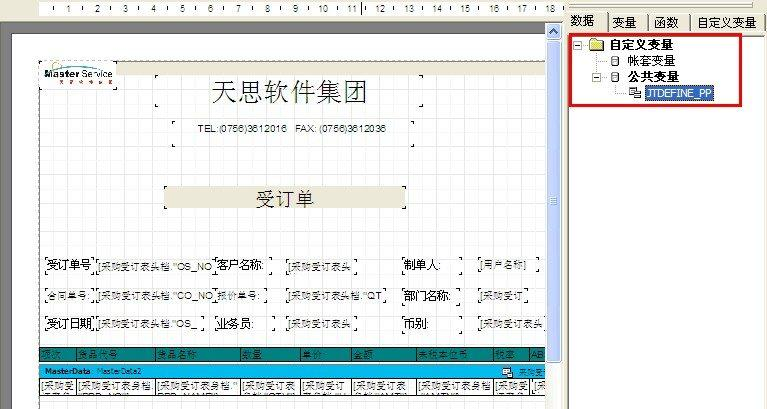 1 2 3 4 5 6 7 8 9 10 11 12 13 14 15 16 17 18
数据 变量 函数 自定义变量
自定义变量
帐套变量
公共变量
JTDEFINE_PP
Master Service
天思软件集团
TEL:(0756)3612016 FAX: (0756)3612036
受订单
受订单号 [采购受订表头档."OS_NO 客户名称: [采购受订表头 制单人: [用户名称]
合同单号: [采购受订表头档."CO_NO 报价单号: [采购受订表头档."QT 部门名称: [采购受订
受订日期 [采购受订表头档."OS_ 业务员: [采购受订表头 币别: [采购受订表头
项次 货品代号 货品名称 数量 单价 金额 未税本位币 税率 AB
MasterData: MasterData2 采购受
[采购受 [采购受订表身档. [采购受订表身档." [采购受订 [采购受订 [采购受订表 [采购受订表身 [采购受